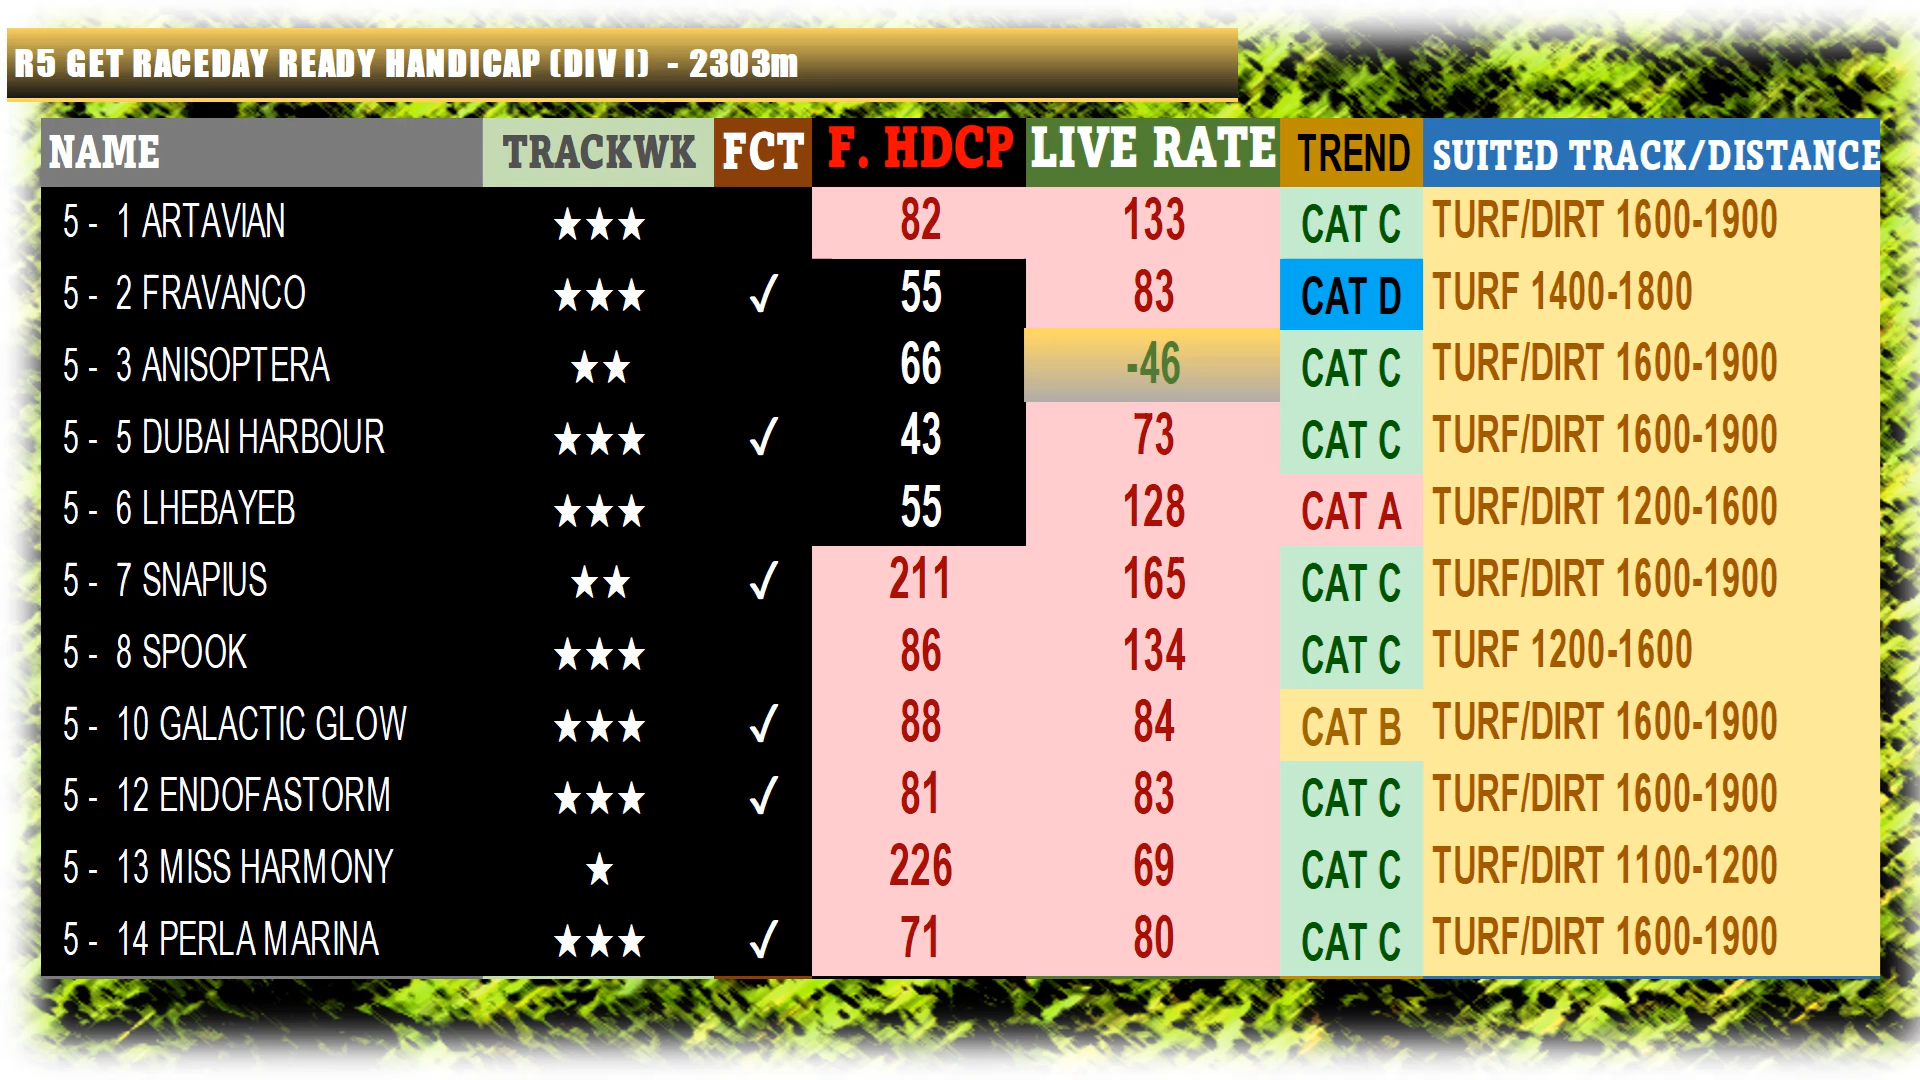 R5 GET RACEDAY READY HANDICAP (DIV I) - 2303m
NAME TRACKWK FCT F. HDCP LIVE RATE TREND SUITED TRACK/DISTANCE
5 - 1 ARTAVIAN ★★★ 82 133 CAT C TURF/DIRT 1600-1900
5 - 2 FRAVANCO ★★★ ✓ 55 83 CAT D TURF 1400-1800
5 - 3 ANISOPTERA ★★ 66 -46 CAT C TURF/DIRT 1600-1900
5 - 5 DUBAI HARBOUR ★★★ ✓ 43 73 CAT C TURF/DIRT 1600-1900
5 - 6 LHEBAYEB ★★★ 55 128 CAT A TURF/DIRT 1200-1600
5 - 7 SNAPIUS ★★ ✓ 211 165 CAT C TURF/DIRT 1600-1900
5 - 8 SPOOK ★★★ 86 134 CAT C TURF 1200-1600
5 - 10 GALACTIC GLOW ★★★ ✓ 88 84 CAT B TURF/DIRT 1600-1900
5 - 12 ENDOFASTORM ★★★ ✓ 81 83 CAT C TURF/DIRT 1600-1900
5 - 13 MISS HARMONY ★ 226 69 CAT C TURF/DIRT 1100-1200
5 - 14 PERLA MARINA ★★★ ✓ 71 80 CAT C TURF/DIRT 1600-1900